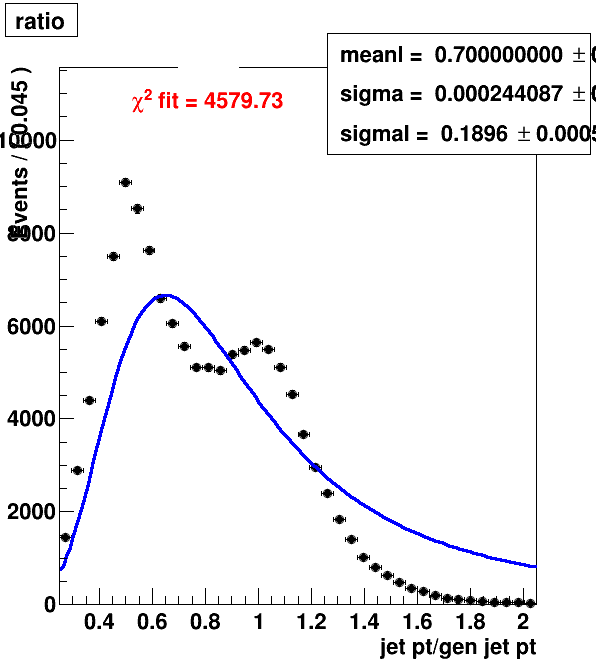 ratio
meanl = 0.700000000 ± 0
sigma = 0.000244087 ± 0
sigmal = 0.1896 ± 0.0005
χ² fit = 4579.73
Events / ( 0.045 )
10000
8000
6000
4000
2000
0
0.4 0.6 0.8 1 1.2 1.4 1.6 1.8 2
jet pt/gen jet pt